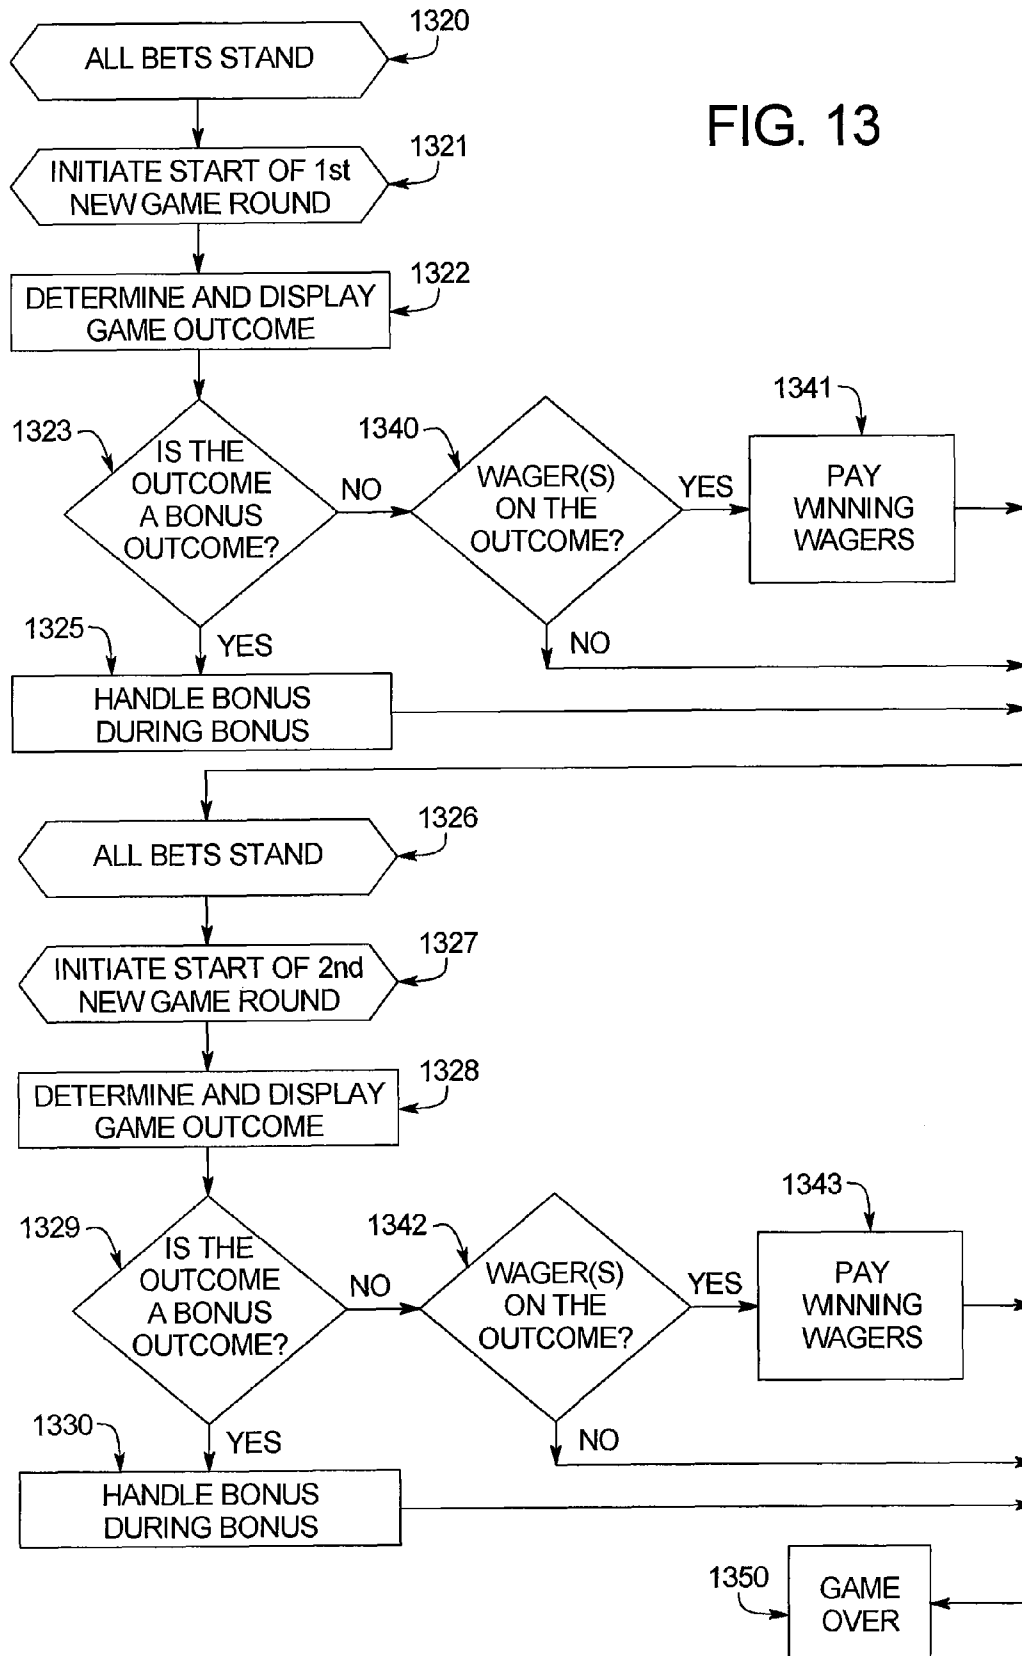 1320
ALL BETS STAND
FIG. 13
1321
INITIATE START OF 1st
NEW GAME ROUND
1322
DETERMINE AND DISPLAY
GAME OUTCOME
1323
IS THE
OUTCOME
A BONUS
OUTCOME?
NO
1340
WAGER(S)
ON THE
OUTCOME?
YES
1341
PAY
WINNING
WAGERS
NO
YES
1325
HANDLE BONUS
DURING BONUS
1326
ALL BETS STAND
1327
INITIATE START OF 2nd
NEW GAME ROUND
1328
DETERMINE AND DISPLAY
GAME OUTCOME
1329
IS THE
OUTCOME
A BONUS
OUTCOME?
NO
1342
WAGER(S)
ON THE
OUTCOME?
YES
1343
PAY
WINNING
WAGERS
NO
YES
1330
HANDLE BONUS
DURING BONUS
1350
GAME
OVER